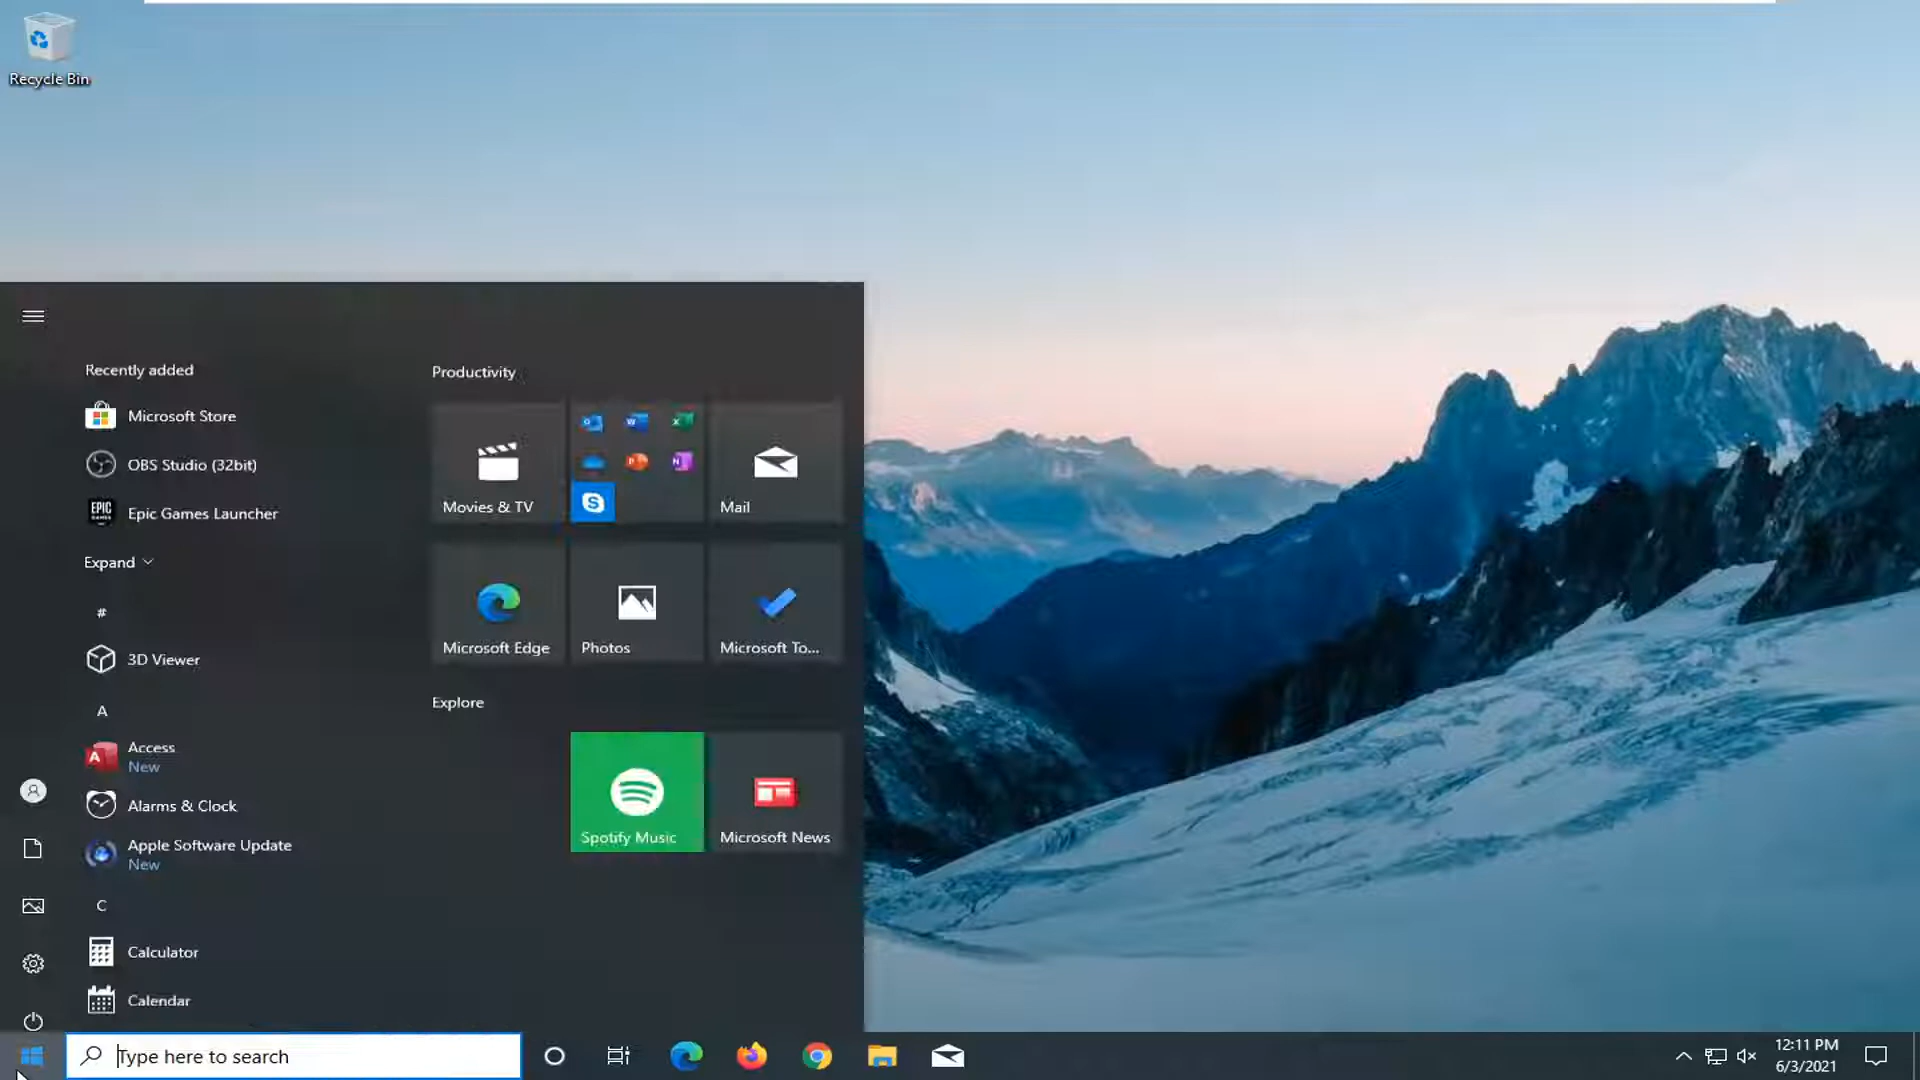 Recycle Bin
Recently added
Microsoft Store
OBS Studio (32bit)
EPIC
GAMES
Epic Games Launcher
Expand
#
3D Viewer
A
A
Access
New
Alarms & Clock
Apple Software Update
New
C
Calculator
Calendar
Productivity
Movies & TV
O
W
X
P
N
S
Mail
Microsoft Edge
Photos
Microsoft To...
Explore
Spotify Music
Microsoft News
Type here to search
12:11 PM
6/3/2021